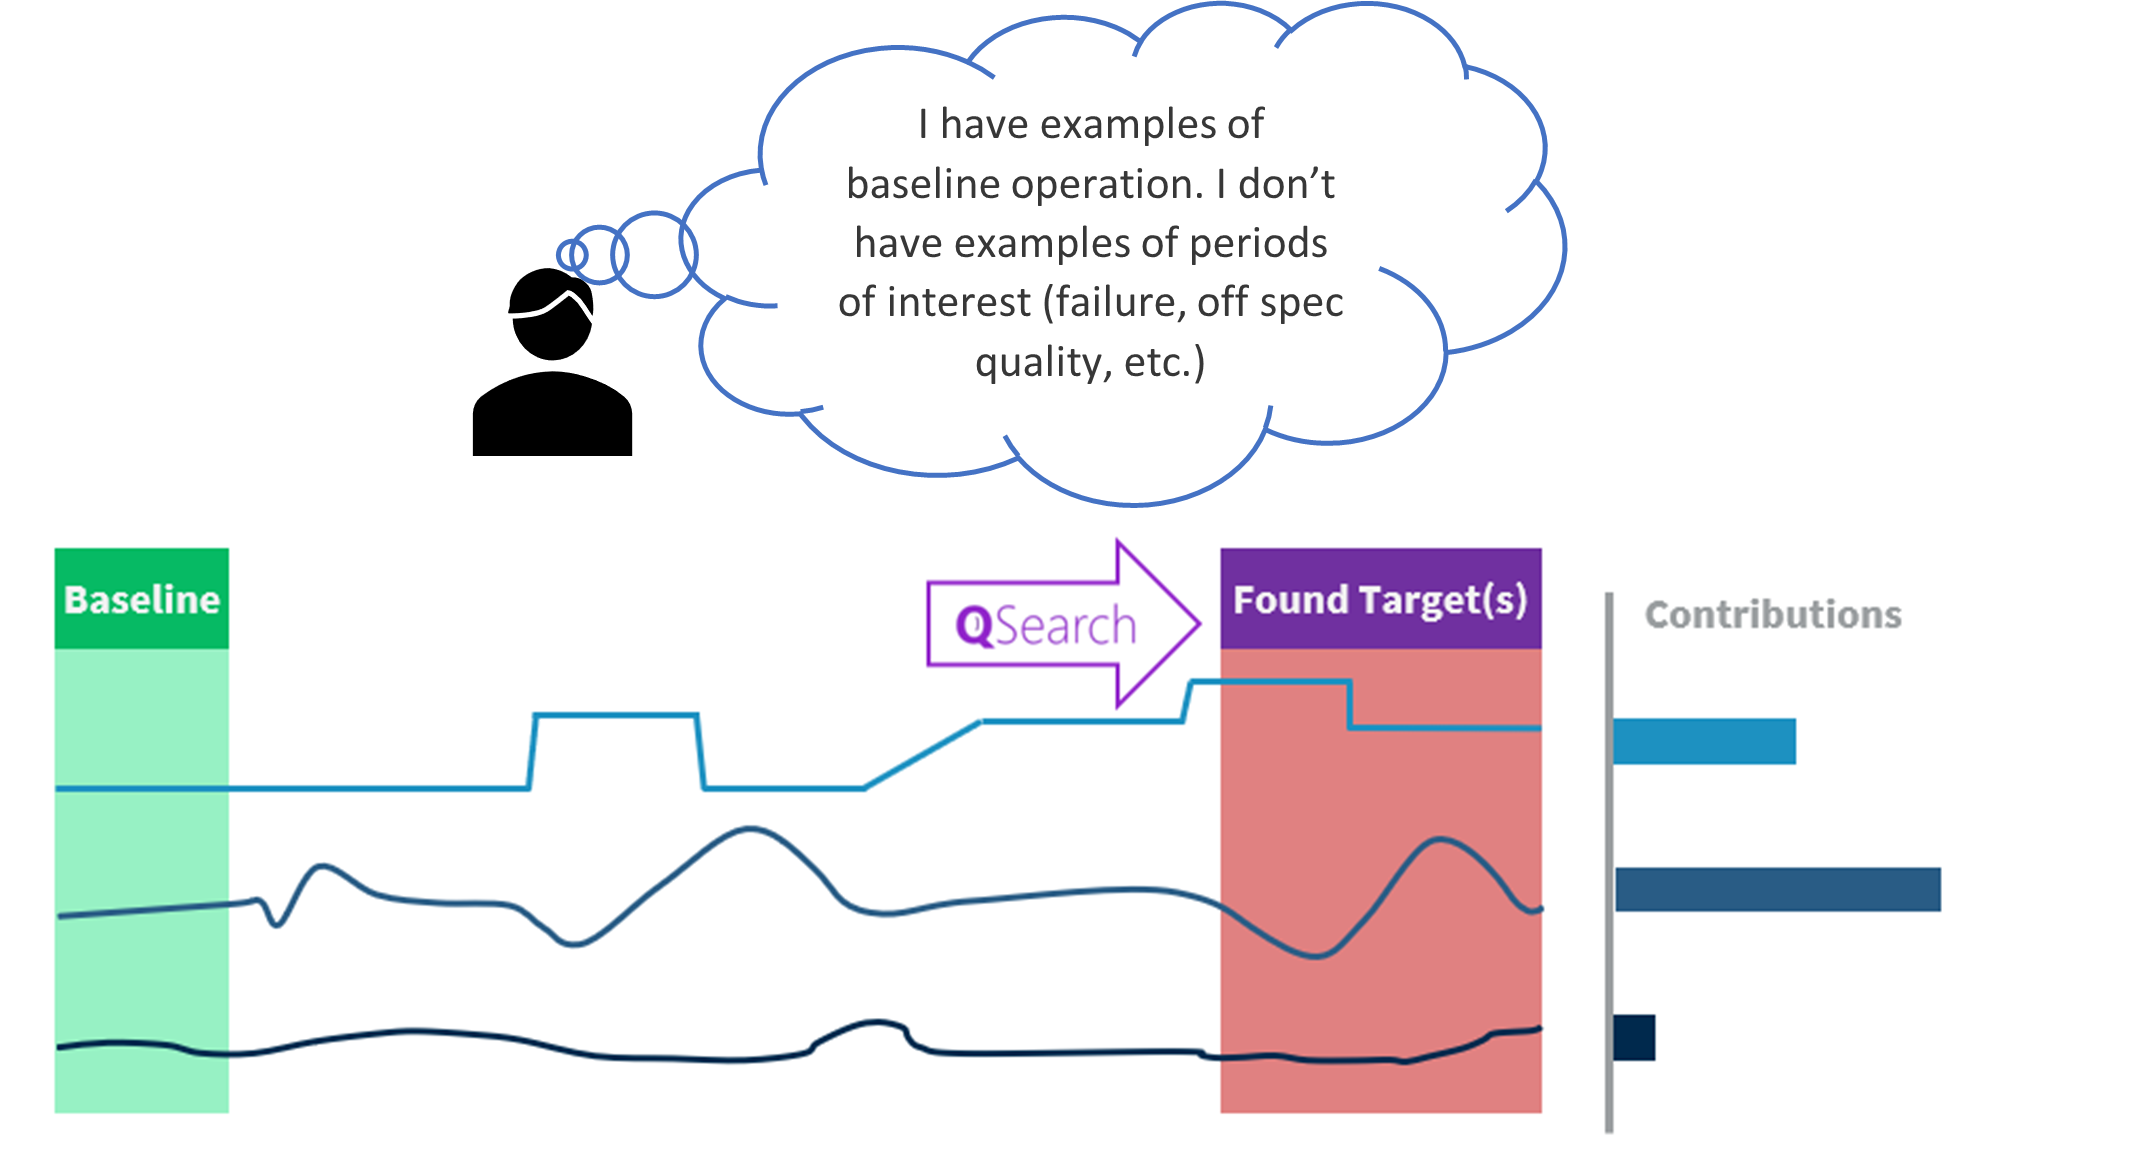 I have examples of
baseline operation. I don’t
have examples of periods
of interest (failure, off spec
quality, etc.)
Baseline
QSearch
Found Target(s)
Contributions